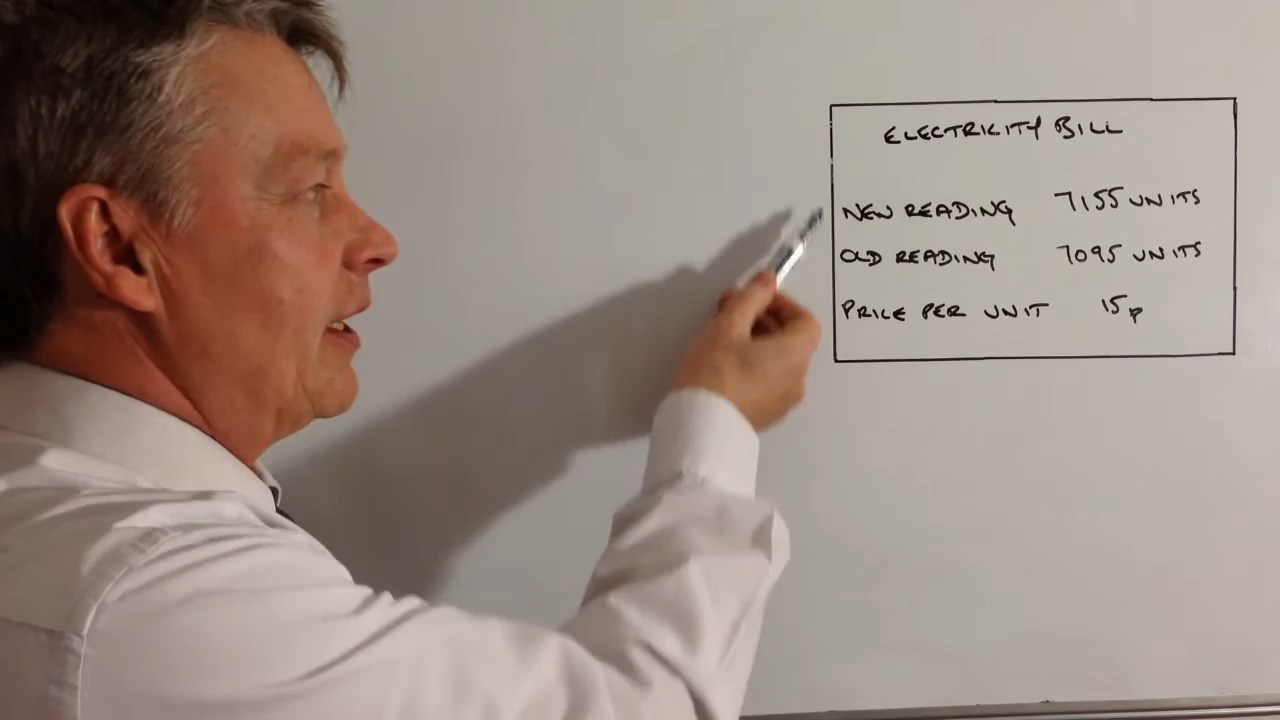 ELECTRICITY BILL
NEW READING 7155 UNITS
OLD READING 7095 UNITS
PRICE PER UNIT 15p